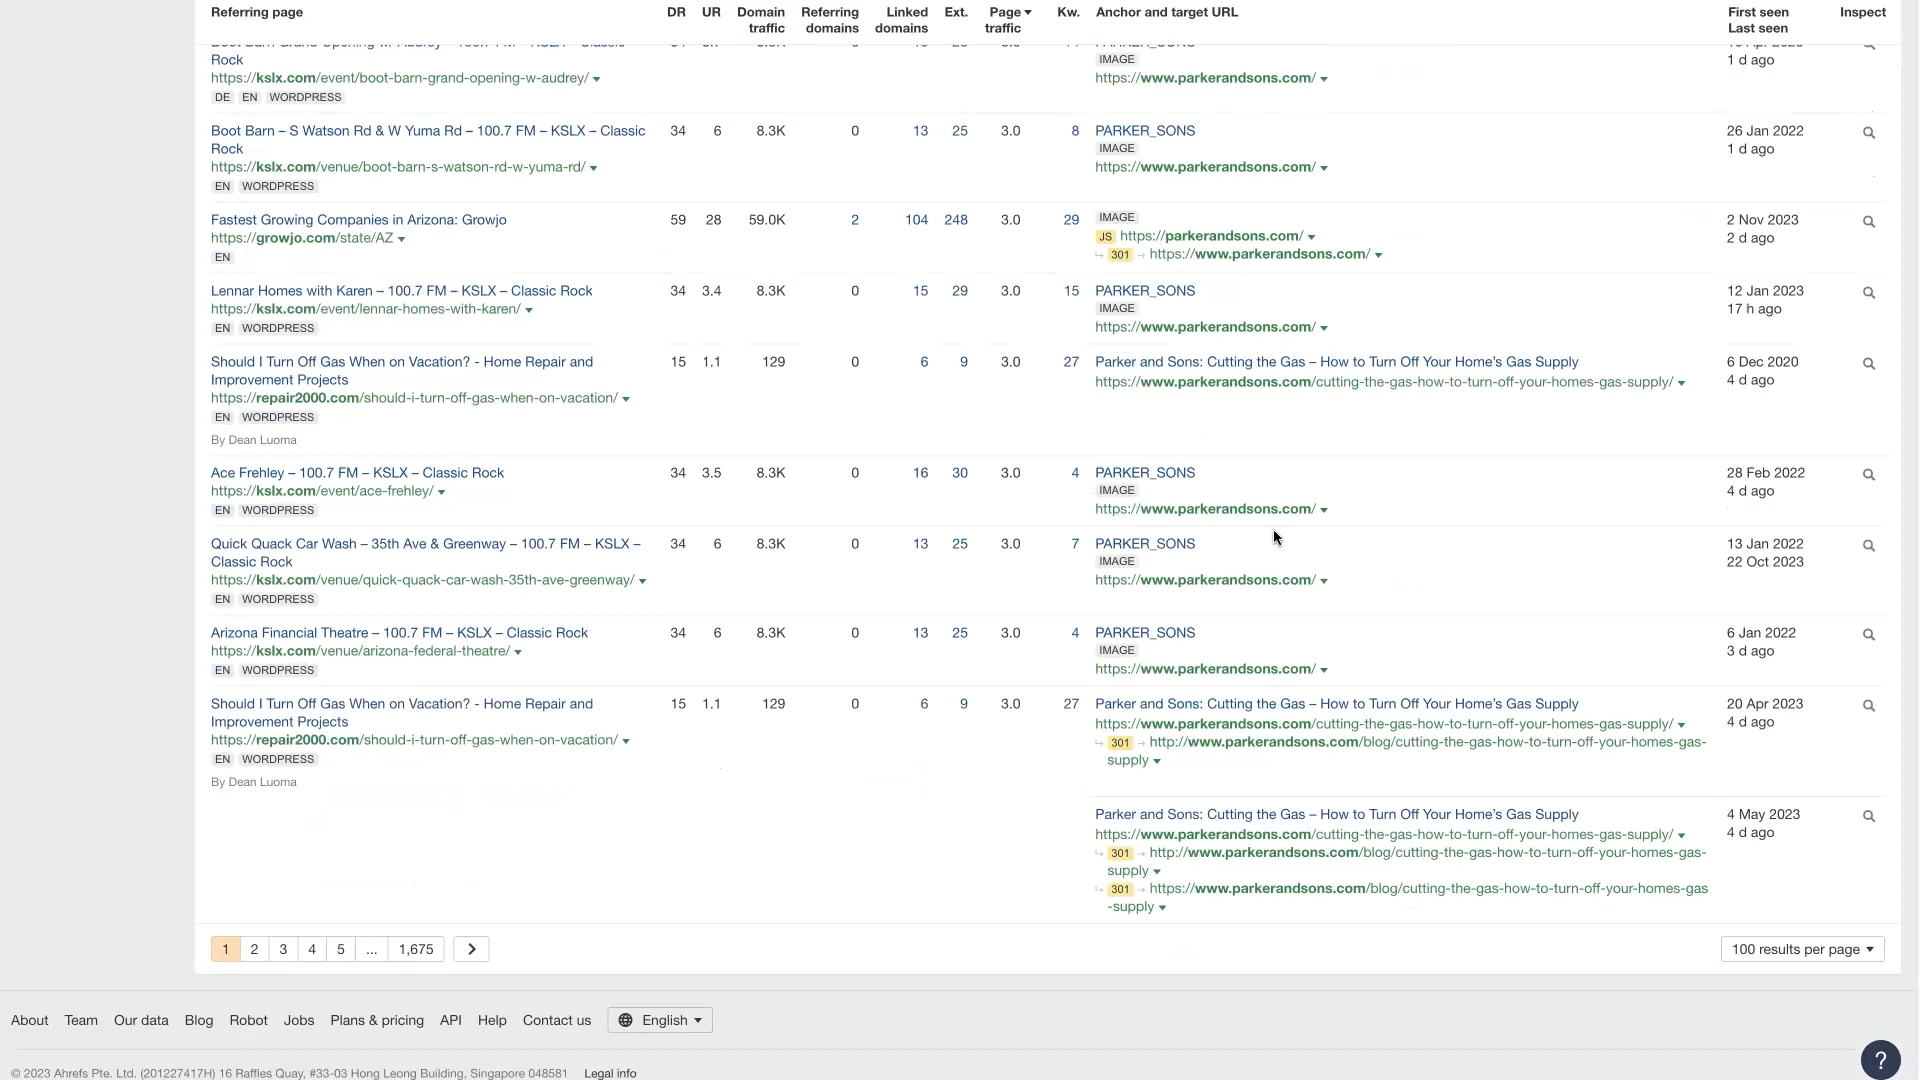 Referring page DR UR Domain traffic Referring domains Linked domains Ext. Page traffic Kw. Anchor and target URL First seen Last seen Inspect
Boot Barn Grand Opening w/ Audrey – 100.7 FM – KSLX – Classic
Rock 1 d ago
IMAGE
https://kslx.com/event/boot-barn-grand-opening-w-audrey/ https://www.parkerandsons.com/
DE EN WORDPRESS
Boot Barn – S Watson Rd & W Yuma Rd – 100.7 FM – KSLX – Classic 34 6 8.3K 0 13 25 3.0 8 PARKER_SONS 26 Jan 2022
Rock IMAGE 1 d ago
https://kslx.com/venue/boot-barn-s-watson-rd-w-yuma-rd/ https://www.parkerandsons.com/
EN WORDPRESS
Fastest Growing Companies in Arizona: Growjo 59 28 59.0K 2 104 248 3.0 29 IMAGE 2 Nov 2023
https://growjo.com/state/AZ JS https://parkerandsons.com/ 2 d ago
EN 301 https://www.parkerandsons.com/
Lennar Homes with Karen – 100.7 FM – KSLX – Classic Rock 34 3.4 8.3K 0 15 29 3.0 15 PARKER_SONS 12 Jan 2023
https://kslx.com/event/lennar-homes-with-karen/ IMAGE 17 h ago
EN WORDPRESS https://www.parkerandsons.com/
Should I Turn Off Gas When on Vacation? - Home Repair and 15 1.1 129 0 6 9 3.0 27 Parker and Sons: Cutting the Gas – How to Turn Off Your Home’s Gas Supply 6 Dec 2020
Improvement Projects https://www.parkerandsons.com/cutting-the-gas-how-to-turn-off-your-homes-gas-supply/ 4 d ago
https://repair2000.com/should-i-turn-off-gas-when-on-vacation/
EN WORDPRESS
By Dean Luoma
Ace Frehley – 100.7 FM – KSLX – Classic Rock 34 3.5 8.3K 0 16 30 3.0 4 PARKER_SONS 28 Feb 2022
https://kslx.com/event/ace-frehley/ IMAGE 4 d ago
EN WORDPRESS https://www.parkerandsons.com/
Quick Quack Car Wash – 35th Ave & Greenway – 100.7 FM – KSLX – 34 6 8.3K 0 13 25 3.0 7 PARKER_SONS 13 Jan 2022
Classic Rock IMAGE 22 Oct 2023
https://kslx.com/venue/quick-quack-car-wash-35th-ave-greenway/ https://www.parkerandsons.com/
EN WORDPRESS
Arizona Financial Theatre – 100.7 FM – KSLX – Classic Rock 34 6 8.3K 0 13 25 3.0 4 PARKER_SONS 6 Jan 2022
https://kslx.com/venue/arizona-federal-theatre/ IMAGE 3 d ago
EN WORDPRESS https://www.parkerandsons.com/
Should I Turn Off Gas When on Vacation? - Home Repair and 15 1.1 129 0 6 9 3.0 27 Parker and Sons: Cutting the Gas – How to Turn Off Your Home’s Gas Supply 20 Apr 2023
Improvement Projects https://www.parkerandsons.com/cutting-the-gas-how-to-turn-off-your-homes-gas-supply/ 4 d ago
https://repair2000.com/should-i-turn-off-gas-when-on-vacation/ 301 http://www.parkerandsons.com/blog/cutting-the-gas-how-to-turn-off-your-homes-gas-
EN WORDPRESS supply
By Dean Luoma
Parker and Sons: Cutting the Gas – How to Turn Off Your Home’s Gas Supply 4 May 2023
https://www.parkerandsons.com/cutting-the-gas-how-to-turn-off-your-homes-gas-supply/ 4 d ago
301 http://www.parkerandsons.com/blog/cutting-the-gas-how-to-turn-off-your-homes-gas-
supply
301 https://www.parkerandsons.com/blog/cutting-the-gas-how-to-turn-off-your-homes-gas
-supply
1 2 3 4 5 ... 1,675 100 results per page
About Team Our data Blog Robot Jobs Plans & pricing API Help Contact us English
© 2023 Ahrefs Pte. Ltd. (201227417H) 16 Raffles Quay, #33-03 Hong Leong Building, Singapore 048581 Legal info
?